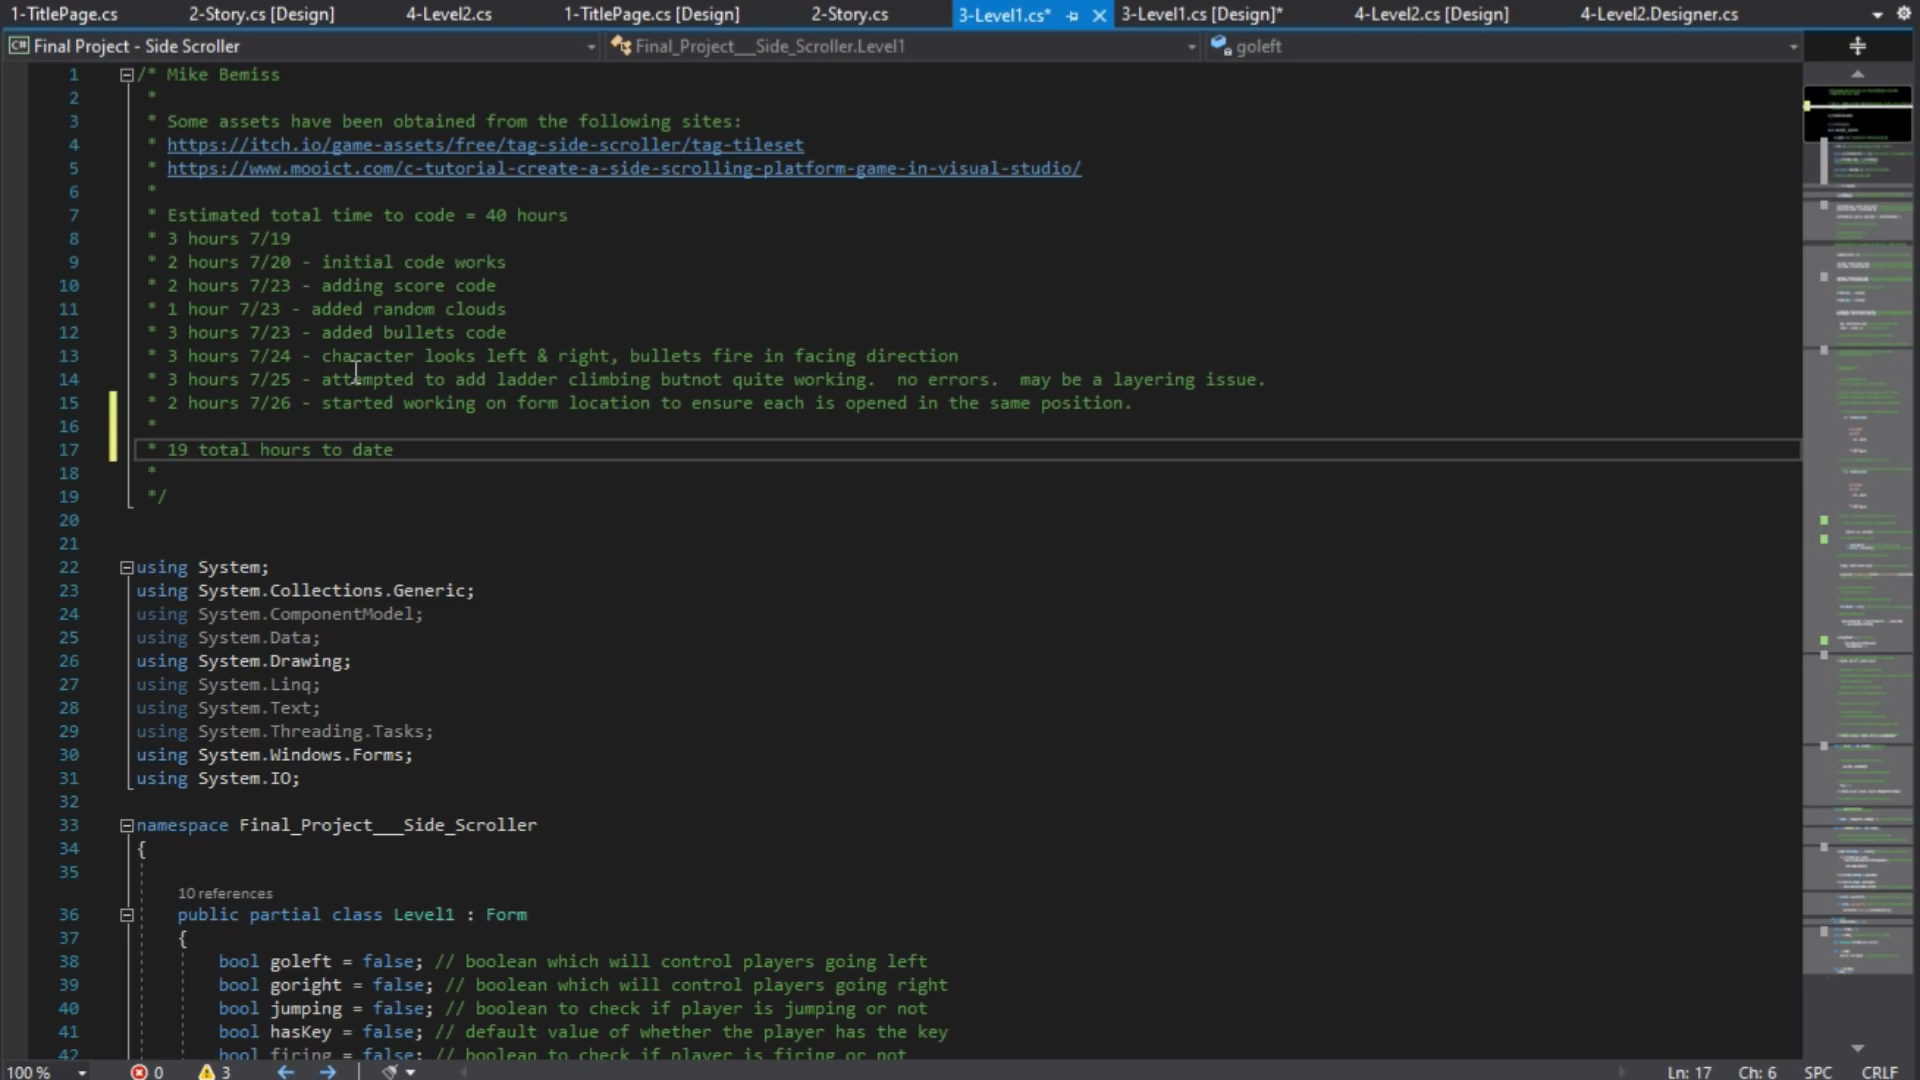 1-TitlePage.cs 2-Story.cs [Design] 4-Level2.cs 1-TitlePage.cs [Design] 2-Story.cs 3-Level1.cs* 3-Level1.cs [Design]* 4-Level2.cs [Design] 4-Level2.Designer.cs
C# Final Project - Side Scroller Final_Project___Side_Scroller.Level1 goleft
1 /* Mike Bemiss
2 *
3 * Some assets have been obtained from the following sites:
4 * https://itch.io/game-assets/free/tag-side-scroller/tag-tileset
5 * https://www.mooict.com/c-tutorial-create-a-side-scrolling-platform-game-in-visual-studio/
6 *
7 * Estimated total time to code = 40 hours
8 * 3 hours 7/19
9 * 2 hours 7/20 - initial code works
10 * 2 hours 7/23 - adding score code
11 * 1 hour 7/23 - added random clouds
12 * 3 hours 7/23 - added bullets code
13 * 3 hours 7/24 - character looks left & right, bullets fire in facing direction
14 * 3 hours 7/25 - attempted to add ladder climbing butnot quite working.  no errors.  may be a layering issue.
15 * 2 hours 7/26 - started working on form location to ensure each is opened in the same position.
16 *
17 * 19 total hours to date
18 *
19 */
20
21
22 using System;
23 using System.Collections.Generic;
24 using System.ComponentModel;
25 using System.Data;
26 using System.Drawing;
27 using System.Linq;
28 using System.Text;
29 using System.Threading.Tasks;
30 using System.Windows.Forms;
31 using System.IO;
32
33 namespace Final_Project___Side_Scroller
34 {
35
10 references
36 public partial class Level1 : Form
37 {
38 bool goleft = false; // boolean which will control players going left
39 bool goright = false; // boolean which will control players going right
40 bool jumping = false; // boolean to check if player is jumping or not
41 bool hasKey = false; // default value of whether the player has the key
42 bool firing = false; // boolean to check if player is firing or not
100 % 0 3 Ln: 17 Ch: 6 SPC CRLF